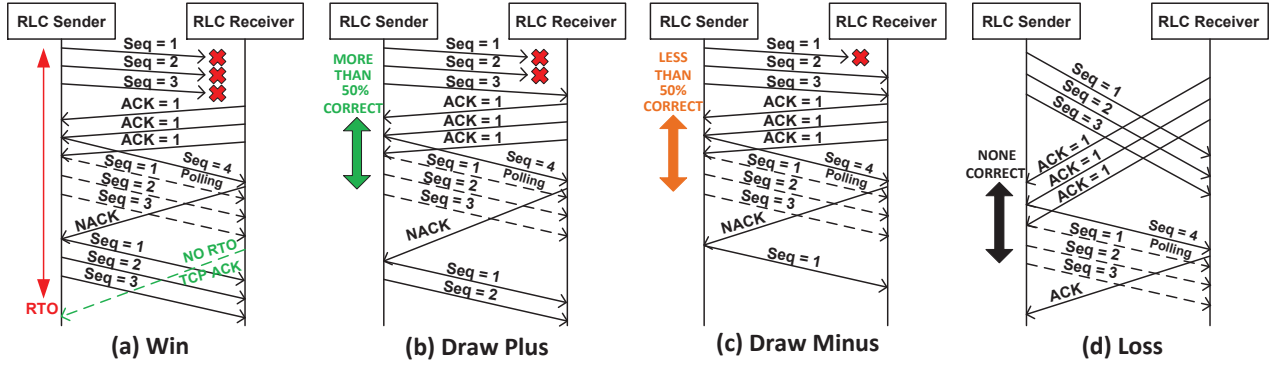 RLC Sender
RLC Receiver
Seq = 1
Seq = 2
Seq = 3
ACK = 1
ACK = 1
ACK = 1
Seq = 4
Polling
Seq = 1
Seq = 2
Seq = 3
NACK
Seq = 1
Seq = 2
Seq = 3
NO RTO
TCP ACK
RTO
(a) Win
RLC Sender
RLC Receiver
MORE
THAN
50%
CORRECT
Seq = 1
Seq = 2
Seq = 3
ACK = 1
ACK = 1
ACK = 1
Seq = 4
Polling
Seq = 1
Seq = 2
Seq = 3
NACK
Seq = 1
Seq = 2
(b) Draw Plus
RLC Sender
RLC Receiver
LESS
THAN
50%
CORRECT
Seq = 1
Seq = 2
Seq = 3
ACK = 1
ACK = 1
ACK = 1
Seq = 4
Polling
Seq = 1
Seq = 2
Seq = 3
NACK
Seq = 1
(c) Draw Minus
RLC Sender
RLC Receiver
Seq = 1
Seq = 2
Seq = 3
NONE
CORRECT
ACK = 1
ACK = 1
ACK = 1
Seq = 4
Polling
Seq = 1
Seq = 2
Seq = 3
ACK
(d) Loss